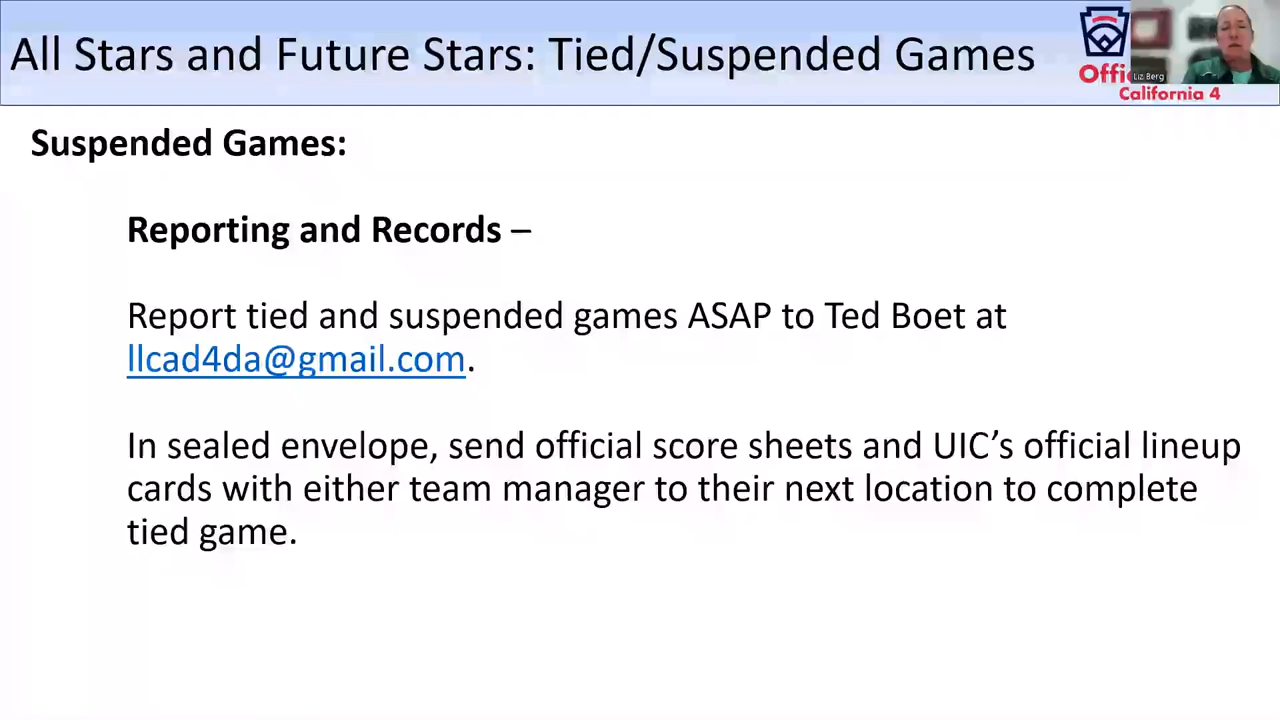 All Stars and Future Stars: Tied/Suspended Games
Liz Berg
California 4
Suspended Games:
Reporting and Records –
Report tied and suspended games ASAP to Ted Boet at
llcad4da@gmail.com.
In sealed envelope, send official score sheets and UIC’s official lineup
cards with either team manager to their next location to complete
tied game.